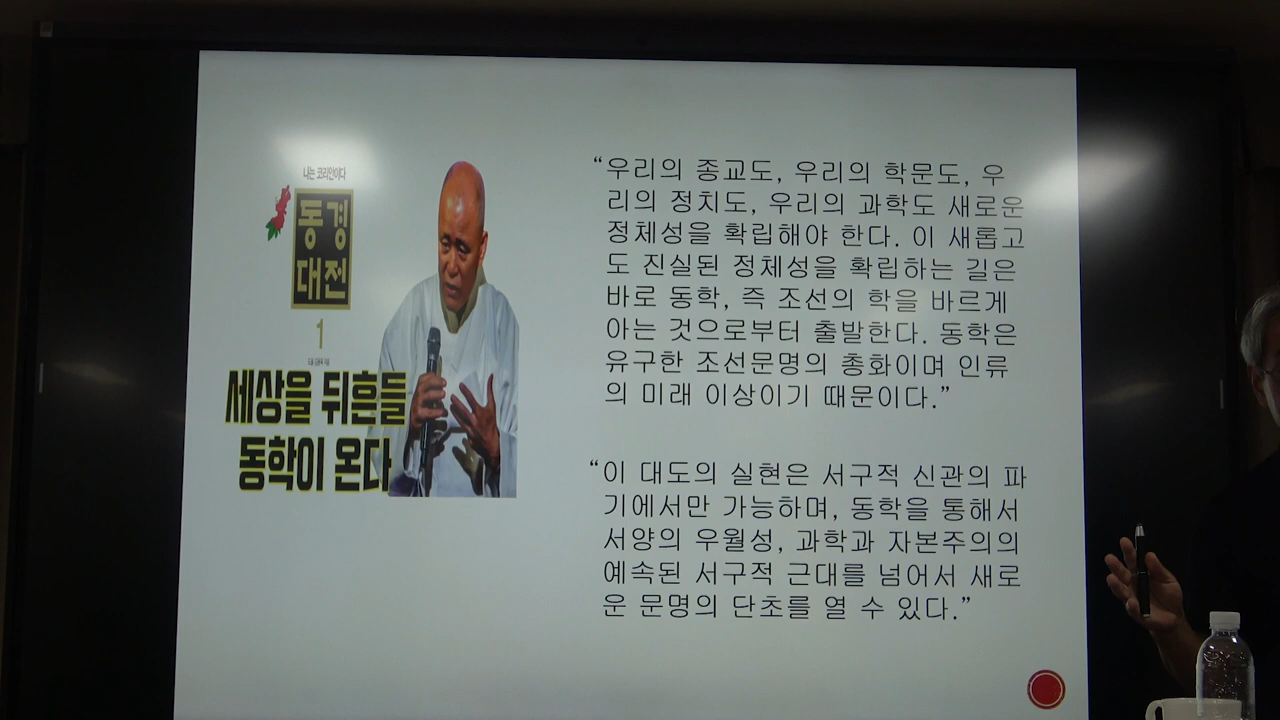 나는 코리안이다
동경
대전
1
도올 김용옥 지음
세상을 뒤흔들
동학이 온다
“우리의 종교도, 우리의 학문도, 우
리의 정치도, 우리의 과학도 새로운
정체성을 확립해야 한다. 이 새롭고
도 진실된 정체성을 확립하는 길은
바로 동학, 즉 조선의 학을 바르게
아는 것으로부터 출발한다. 동학은
유구한 조선문명의 총화이며 인류
의 미래 이상이기 때문이다.”
“이 대도의 실현은 서구적 신관의 파
기에서만 가능하며, 동학을 통해서
서양의 우월성, 과학과 자본주의의
예속된 서구적 근대를 넘어서 새로
운 문명의 단초를 열 수 있다.”